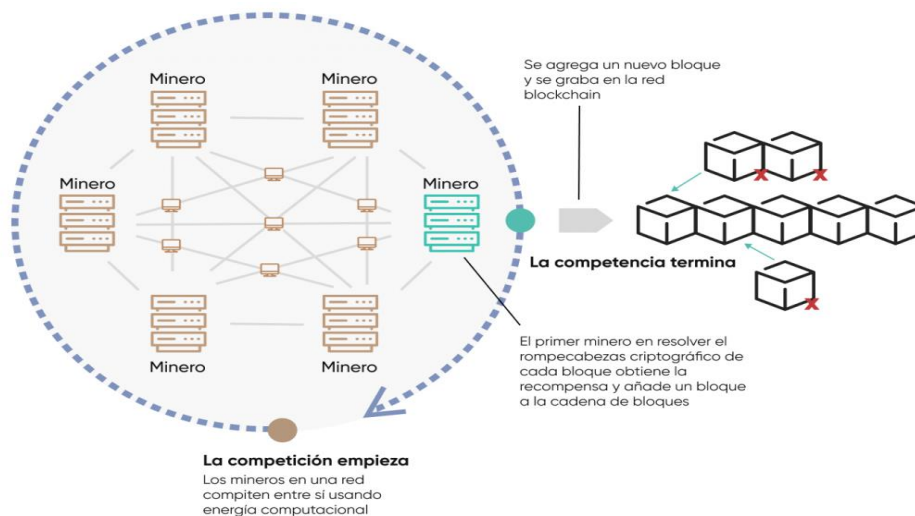 Minero
Minero
Minero
Minero
Minero
Minero
Se agrega un nuevo bloque
y se graba en la red
blockchain
La competencia termina
El primer minero en resolver el
rompecabezas criptográfico de
cada bloque obtiene la
recompensa y añade un bloque
a la cadena de bloques
La competición empieza
Los mineros en una red
compiten entre sí usando
energía computacional